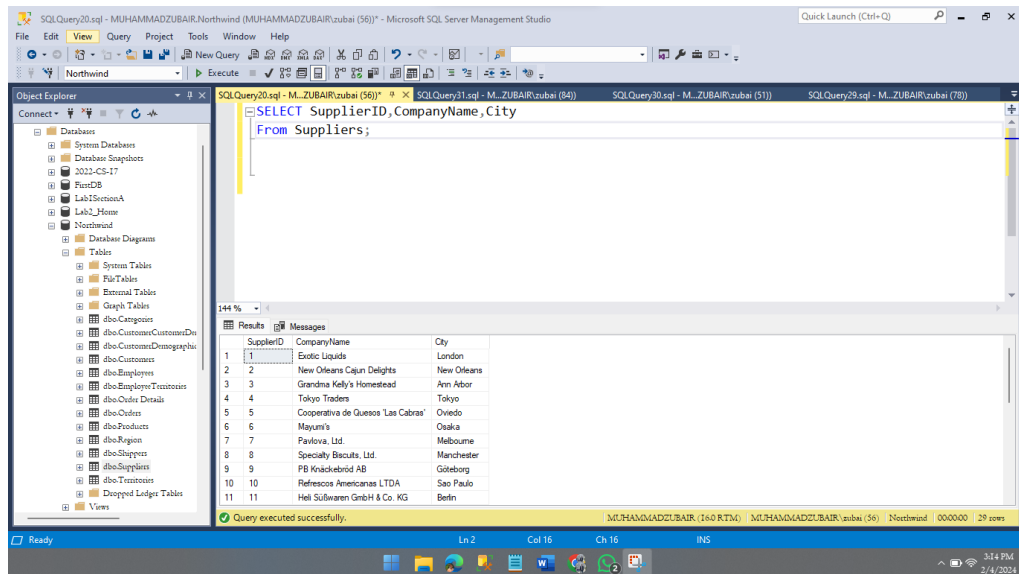 SQLQuery20.sql - MUHAMMADZUBAIR.Northwind (MUHAMMADZUBAIR\zubai (56))* - Microsoft SQL Server Management Studio
Quick Launch (Ctrl+Q)
File Edit View Query Project Tools Window Help
New Query
Northwind
Execute
Object Explorer
SQLQuery20.sql - M...ZUBAIR\zubai (56))* SQLQuery31.sql - M...ZUBAIR\zubai (84)) SQLQuery30.sql - M...ZUBAIR\zubai (51)) SQLQuery29.sql - M...ZUBAIR\zubai (78))
Connect
Databases
System Databases
Database Snapshots
2022-CS-17
FirstDB
Lab1SectionA
Lab2_Home
Northwind
Database Diagrams
Tables
System Tables
FileTables
External Tables
Graph Tables
dbo.Categories
dbo.CustomerCustomerDe
dbo.CustomerDemographic
dbo.Customers
dbo.Employees
dbo.EmployeeTerritories
dbo.Order Details
dbo.Orders
dbo.Products
dbo.Region
dbo.Shippers
dbo.Suppliers
dbo.Territories
Dropped Ledger Tables
Views
SELECT SupplierID,CompanyName,City
From Suppliers;
144 %
Results Messages
SupplierID CompanyName City
1 1 Exotic Liquids London
2 2 New Orleans Cajun Delights New Orleans
3 3 Grandma Kelly's Homestead Ann Arbor
4 4 Tokyo Traders Tokyo
5 5 Cooperativa de Quesos 'Las Cabras' Oviedo
6 6 Mayumi's Osaka
7 7 Pavlova, Ltd. Melbourne
8 8 Specialty Biscuits, Ltd. Manchester
9 9 PB Knäckebröd AB Göteborg
10 10 Refrescos Americanas LTDA Sao Paulo
11 11 Heli Süßwaren GmbH & Co. KG Berlin
Query executed successfully. MUHAMMADZUBAIR (16.0 RTM) MUHAMMADZUBAIR\zubai (56) Northwind 00:00:00 29 rows
Ready Ln 2 Col 16 Ch 16 INS
3:14 PM
2/4/2024